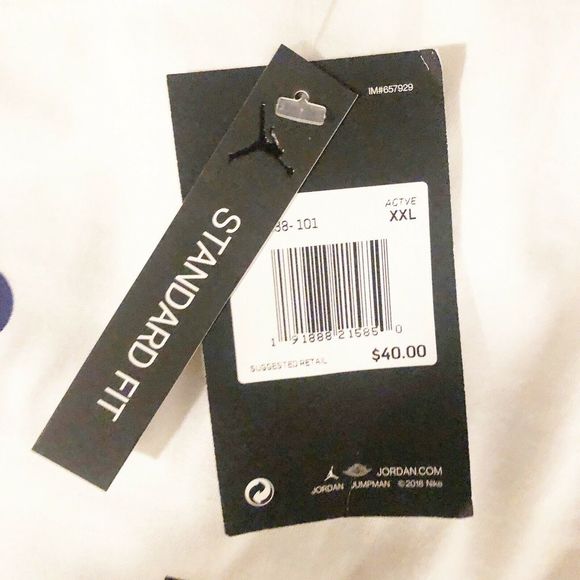 STANDARD FIT
IM#657929
ACTVE
XXL
38-101
1 91888 21585 0
SUGGESTED RETAIL
$40.00
JORDAN.COM
JORDAN JUMPMAN © 2018 Nike